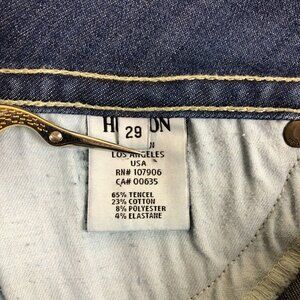 29
LOS ANGELES
USA
RN# 107906
CA# 00635
65% TENCEL
23% COTTON
8% POLYESTER
4% ELASTANE